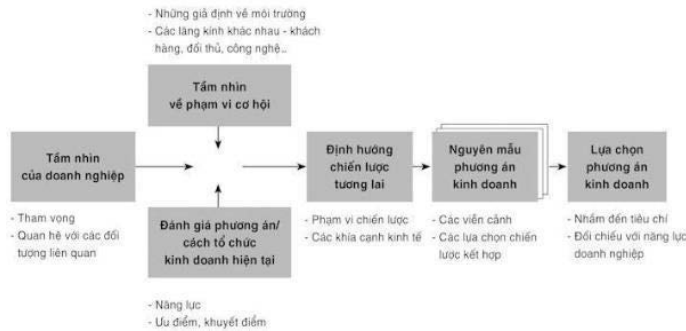 - Những giả định về môi trường
- Các lăng kính khác nhau - khách
hàng, đối thủ, công nghệ...
Tầm nhìn
về phạm vi cơ hội
Tầm nhìn
của doanh nghiệp
- Tham vọng
- Quan hệ với các đối
tượng liên quan
Đánh giá phương án/
cách tổ chức
kinh doanh hiện tại
- Năng lực
- Ưu điểm, khuyết điểm
Định hướng
chiến lược
tương lai
- Phạm vi chiến lược
- Các khía cạnh kinh tế
Nguyên mẫu
phương án
kinh doanh
- Các viễn cảnh
- Các lựa chọn chiến
lược kết hợp
Lựa chọn
phương án
kinh doanh
- Nhắm đến tiêu chí
- Đối chiếu với năng lực
doanh nghiệp